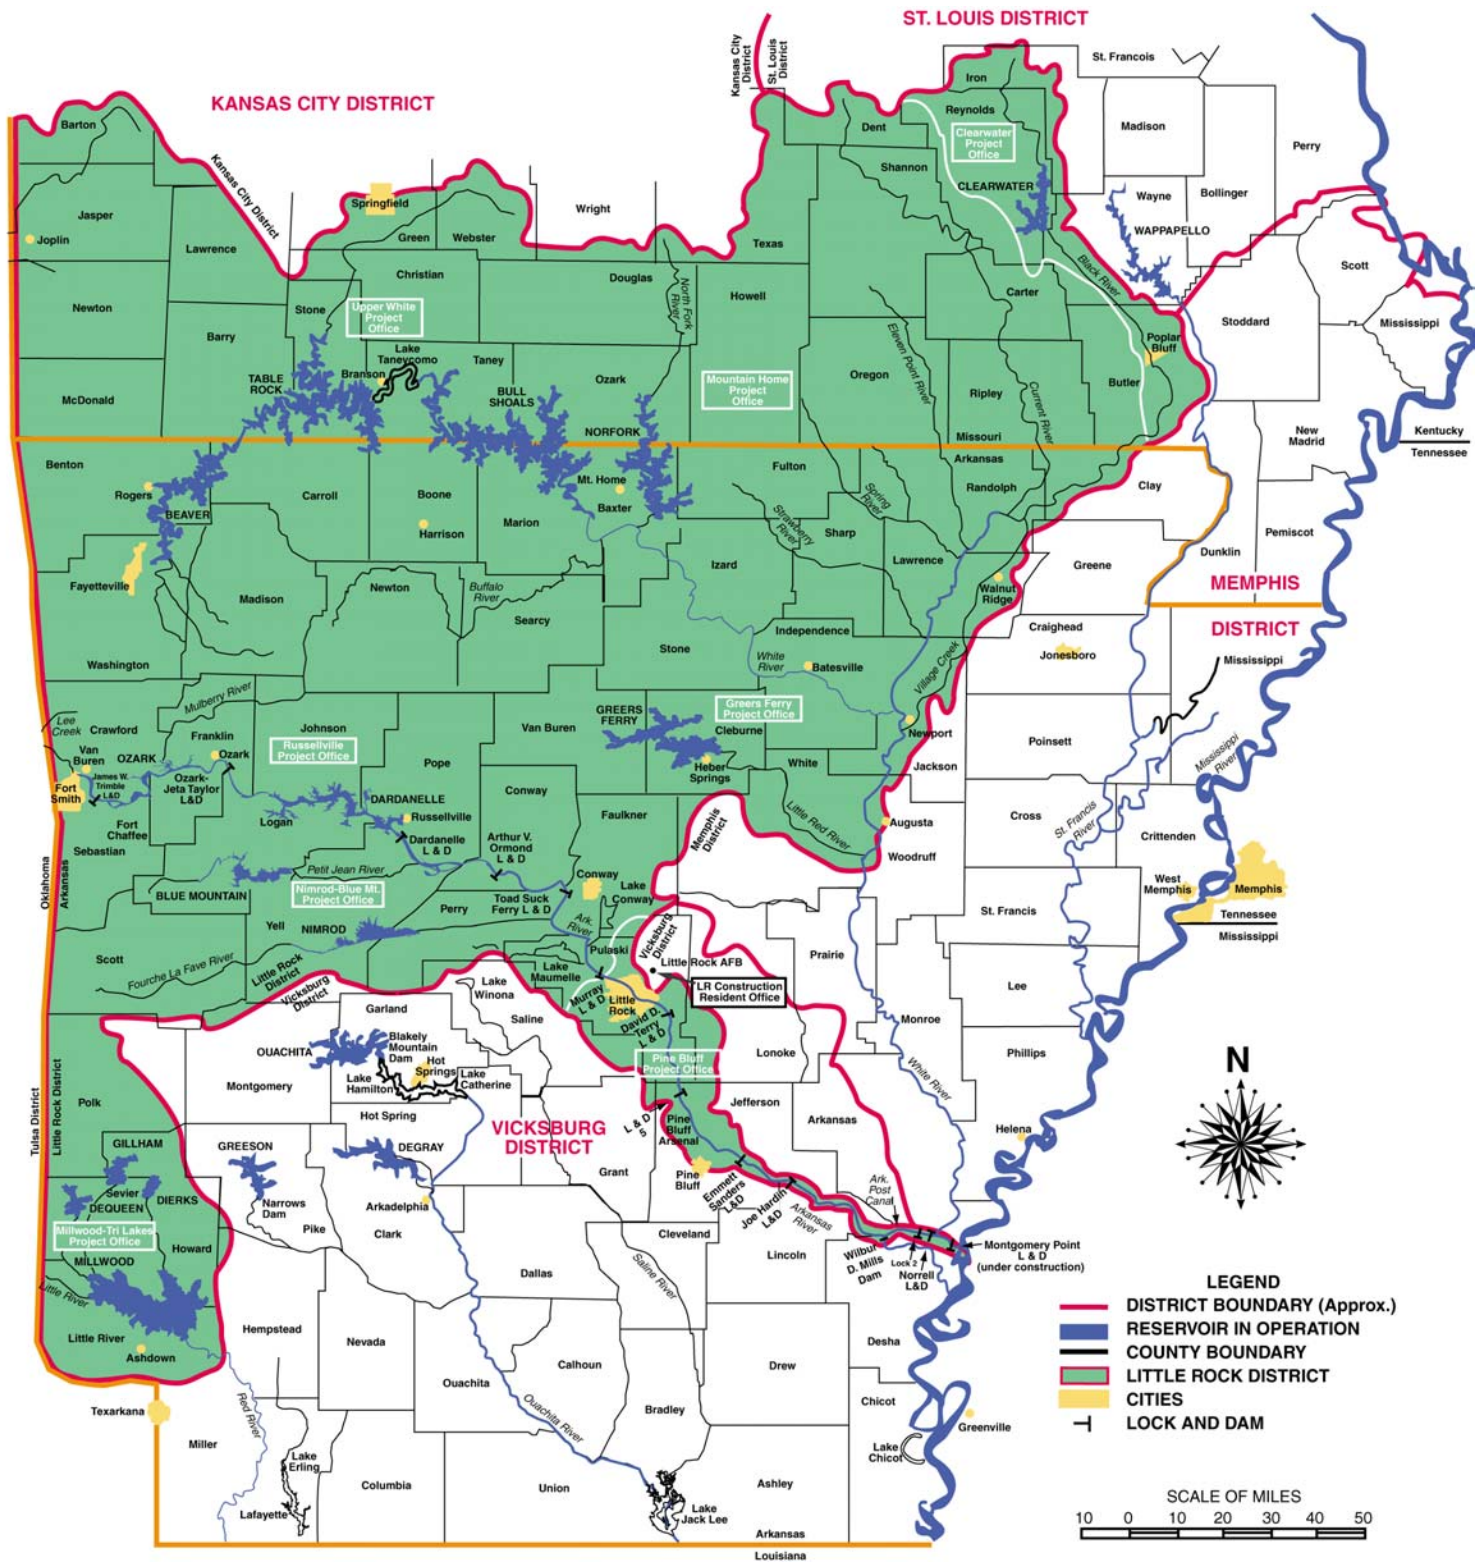 ST. LOUIS DISTRICT
KANSAS CITY DISTRICT
Kansas City
District
St. Louis
District
St. Francois
Iron
Reynolds
Clearwater
Project
Office
Madison
Perry
Barton
Kansas City District
Dent
Shannon
CLEARWATER
Wayne
Bollinger
WAPPAPELLO
Springfield
Wright
Jasper
Joplin
Lawrence
Green
Webster
Texas
Black River
Scott
Christian
Douglas
North Fork
River
Howell
Carter
Newton
Stone
Upper White
Project
Office
Barry
Eleven Point River
Poplar
Bluff
Stoddard
Mississippi
Lake
Taneycomo
Branson
Taney
TABLE
ROCK
BULL
SHOALS
Ozark
Mountain Home
Project
Office
Oregon
Ripley
Current River
Butler
McDonald
NORFORK
Missouri
Arkansas
New
Madrid
Kentucky
Tennessee
Benton
Rogers
BEAVER
Carroll
Boone
Harrison
Marion
Mt. Home
Baxter
Fulton
Randolph
Clay
Spring
River
Strawberry
River
Sharp
Lawrence
Pemiscot
Dunklin
Greene
Fayetteville
Madison
Newton
Buffalo
River
Searcy
Izard
Walnut
Ridge
MEMPHIS
DISTRICT
Independence
Craighead
Jonesboro
Mississippi
Washington
Stone
White
River
Batesville
Village Creek
Mulberry River
Lee
Creek
Crawford
Franklin
Johnson
Russellville
Project Office
Van Buren
GREERS
FERRY
Greers Ferry
Project Office
Cleburne
Newport
Poinsett
Mississippi
River
Van
Buren
OZARK
Ozark
James W.
Trimble
L&D
Ozark-
Jeta Taylor
L&D
Fort
Smith
Pope
Heber
Springs
White
Jackson
Conway
DARDANELLE
Russellville
Logan
Fort
Chaffee
Sebastian
Dardanelle
L & D
Arthur V.
Ormond
L & D
Faulkner
Memphis
District
Little Red River
Augusta
Woodruff
Cross
St. Francis
River
Crittenden
Petit Jean River
BLUE MOUNTAIN
Nimrod-Blue Mt.
Project Office
Conway
Lake
Conway
Toad Suck
Ferry L & D
Perry
West
Memphis
Memphis
Tennessee
Mississippi
Oklahoma
Arkansas
Yell
NIMROD
Ark.
River
Pulaski
Vicksburg
District
St. Francis
Scott
Fourche La Fave River
Little Rock
District
Vicksburg
District
Lake
Maumelle
Little Rock AFB
LR Construction
Resident Office
Prairie
Lee
Lake
Winona
Saline
Murray
L & D
Little
Rock
David D.
Terry
L & D
Garland
Monroe
OUACHITA
Blakely
Mountain
Dam
Hot
Springs
Lake
Hamilton
Lake
Catherine
Pine Bluff
Project Office
Lonoke
Phillips
N
Montgomery
Hot Spring
Tulsa District
Little Rock District
Polk
White River
VICKSBURG
DISTRICT
L & D
5
Pine
Bluff
Arsenal
Jefferson
Arkansas
Helena
GILLHAM
GREESON
DEGRAY
Grant
Pine
Bluff
Sevier
DEQUEEN
DIERKS
Narrows
Dam
Arkadelphia
Emmett
Sanders
L&D
Joe Hardin
L&D
Arkansas
River
Ark.
Post
Canal
Millwood-Tri Lakes
Project Office
Howard
Pike
Clark
Cleveland
Lincoln
Wilbur
D. Mills
Dam
Lock 2
Norrell
L&D
Montgomery Point
L & D
(under construction)
MILLWOOD
Little River
Dallas
Saline River
LEGEND
DISTRICT BOUNDARY (Approx.)
RESERVOIR IN OPERATION
COUNTY BOUNDARY
LITTLE ROCK DISTRICT
CITIES
LOCK AND DAM
Little River
Ashdown
Hempstead
Nevada
Calhoun
Drew
Desha
Ouachita
Texarkana
Red River
Ouachita River
Bradley
Chicot
Greenville
Miller
Lake
Chicot
Lake
Erling
Columbia
Union
Ashley
Lafayette
Lake
Jack Lee
SCALE OF MILES
10 0 10 20 30 40 50
Arkansas
Louisiana